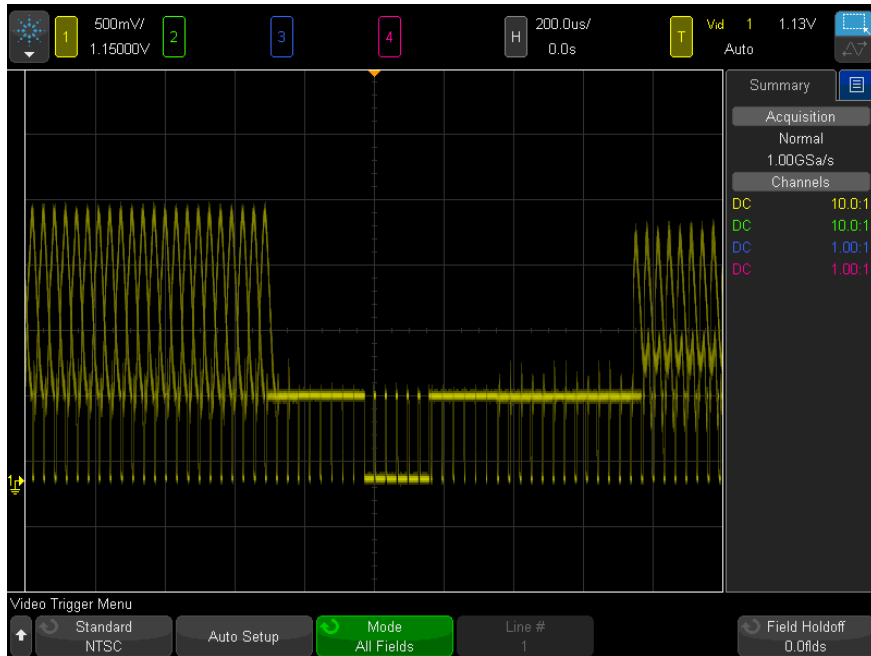 1 500mV/ 1.15000V 2 3 4 H 200.0us/ 0.0s T Vid 1 1.13V Auto
Summary
Acquisition
Normal
1.00GSa/s
Channels
DC 10.0:1
DC 10.0:1
DC 1.00:1
DC 1.00:1
1
Video Trigger Menu
Standard
NTSC
Auto Setup
Mode
All Fields
Line #
1
Field Holdoff
0.0flds